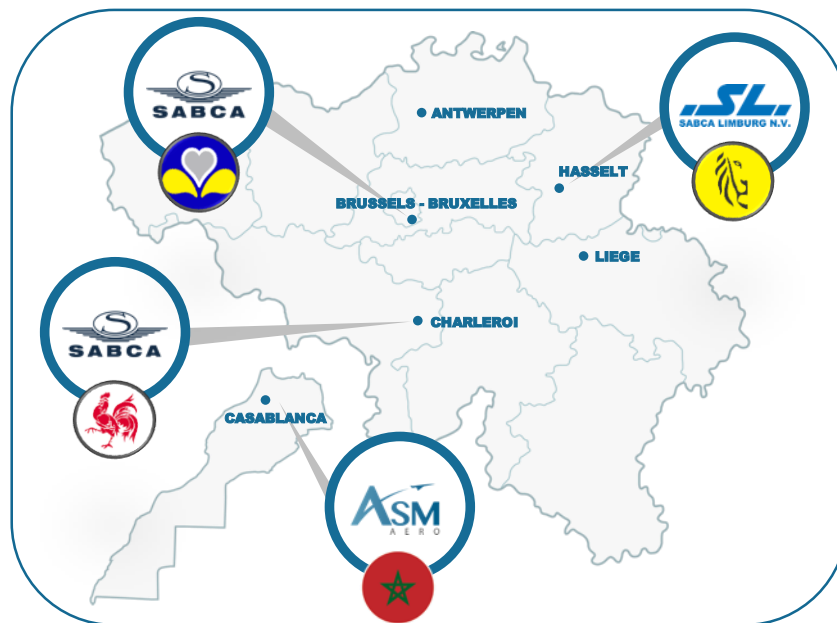 S
SABCA
.SL.
SABCA LIMBURG N.V.
ANTWERPEN
HASSELT
BRUSSELS - BRUXELLES
LIEGE
S
SABCA
CHARLEROI
CASABLANCA
ASM
AERO